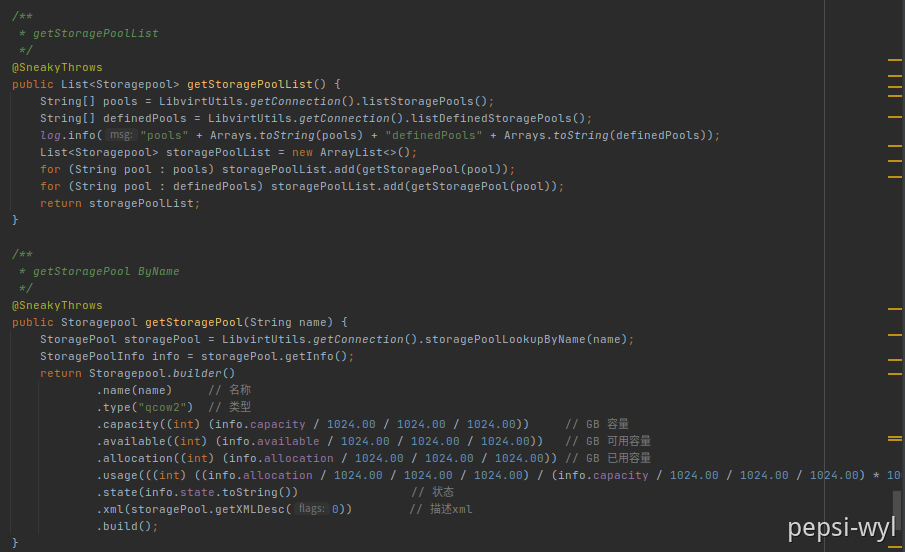 /**
 * getStoragePoolList
 */
@SneakyThrows
public List<Storagepool> getStoragePoolList() {
    String[] pools = LibvirtUtils.getConnection().listStoragePools();
    String[] definedPools = LibvirtUtils.getConnection().listDefinedStoragePools();
    log.info( msg: "pools" + Arrays.toString(pools) + "definedPools" + Arrays.toString(definedPools));
    List<Storagepool> storagePoolList = new ArrayList<>();
    for (String pool : pools) storagePoolList.add(getStoragePool(pool));
    for (String pool : definedPools) storagePoolList.add(getStoragePool(pool));
    return storagePoolList;
}
/**
 * getStoragePool ByName
 */
@SneakyThrows
public Storagepool getStoragePool(String name) {
    StoragePool storagePool = LibvirtUtils.getConnection().storagePoolLookupByName(name);
    StoragePoolInfo info = storagePool.getInfo();
    return Storagepool.builder()
            .name(name)     // 名称
            .type("qcow2")  // 类型
            .capacity((int) (info.capacity / 1024.00 / 1024.00 / 1024.00))     // GB 容量
            .available((int) (info.available / 1024.00 / 1024.00 / 1024.00))   // GB 可用容量
            .allocation((int) (info.allocation / 1024.00 / 1024.00 / 1024.00)) // GB 已用容量
            .usage(((int) ((info.allocation / 1024.00 / 1024.00 / 1024.00) / (info.capacity / 1024.00 / 1024.00 / 1024.00) * 10
            .state(info.state.toString())                // 状态
            .xml(storagePool.getXMLDesc( flags: 0))        // 描述xml
            .build();
}
pepsi-wyl